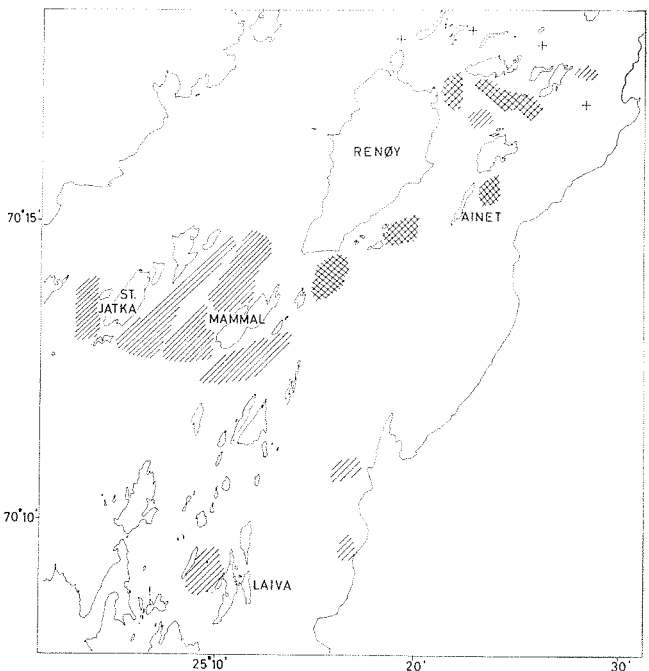 RENØY
70°15'
AINET
ST.
JATKA
MAMMAL
70°10'
LAIVA
25°10'
20'
30'